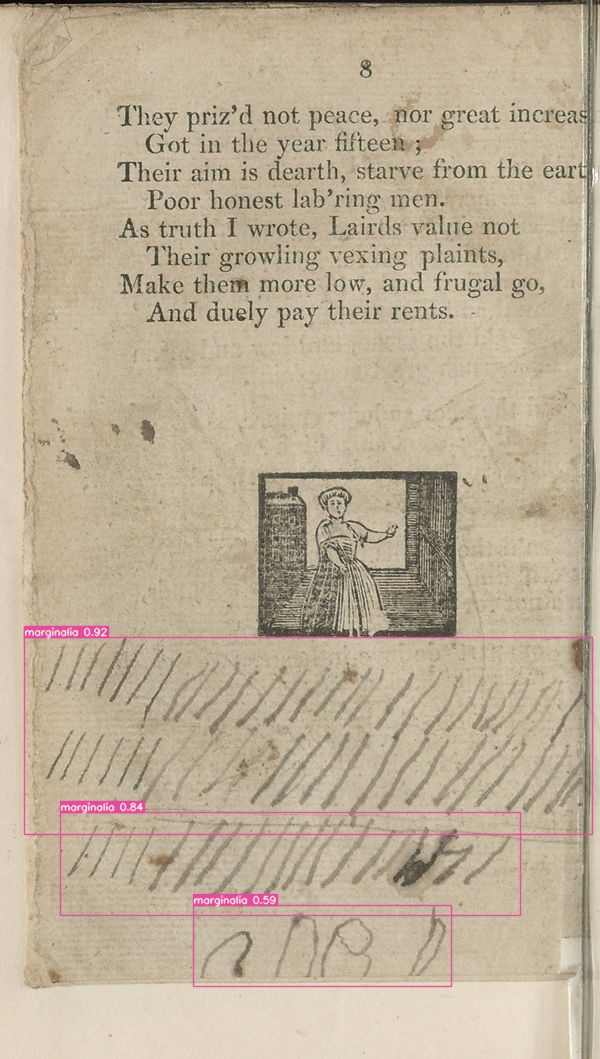 8
They priz'd not peace, nor great increas
Got in the year fifteen ;
Their aim is dearth, starve from the eart
Poor honest lab'ring men.
As truth I wrote, Lairds value not
Their growling vexing plaints,
Make them more low, and frugal go,
And duely pay their rents.
marginalia 0.92
marginalia 0.84
marginalia 0.59